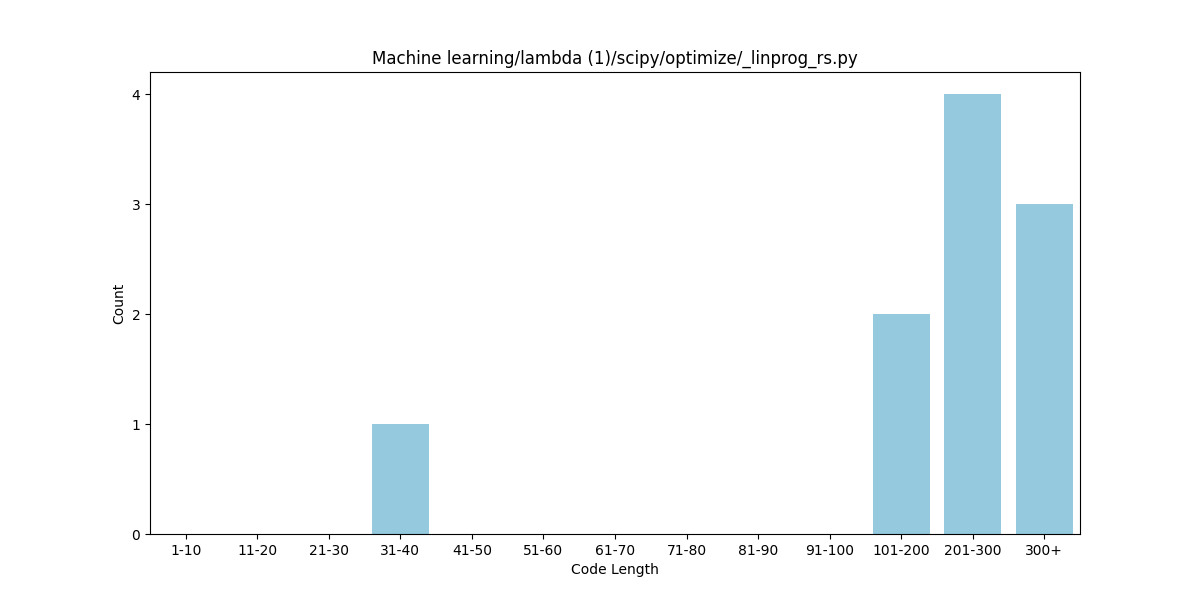 Machine learning/lambda (1)/scipy/optimize/_linprog_rs.py
4
3
2
1
0
Count
1-10 11-20 21-30 31-40 41-50 51-60 61-70 71-80 81-90 91-100 101-200 201-300 300+
Code Length